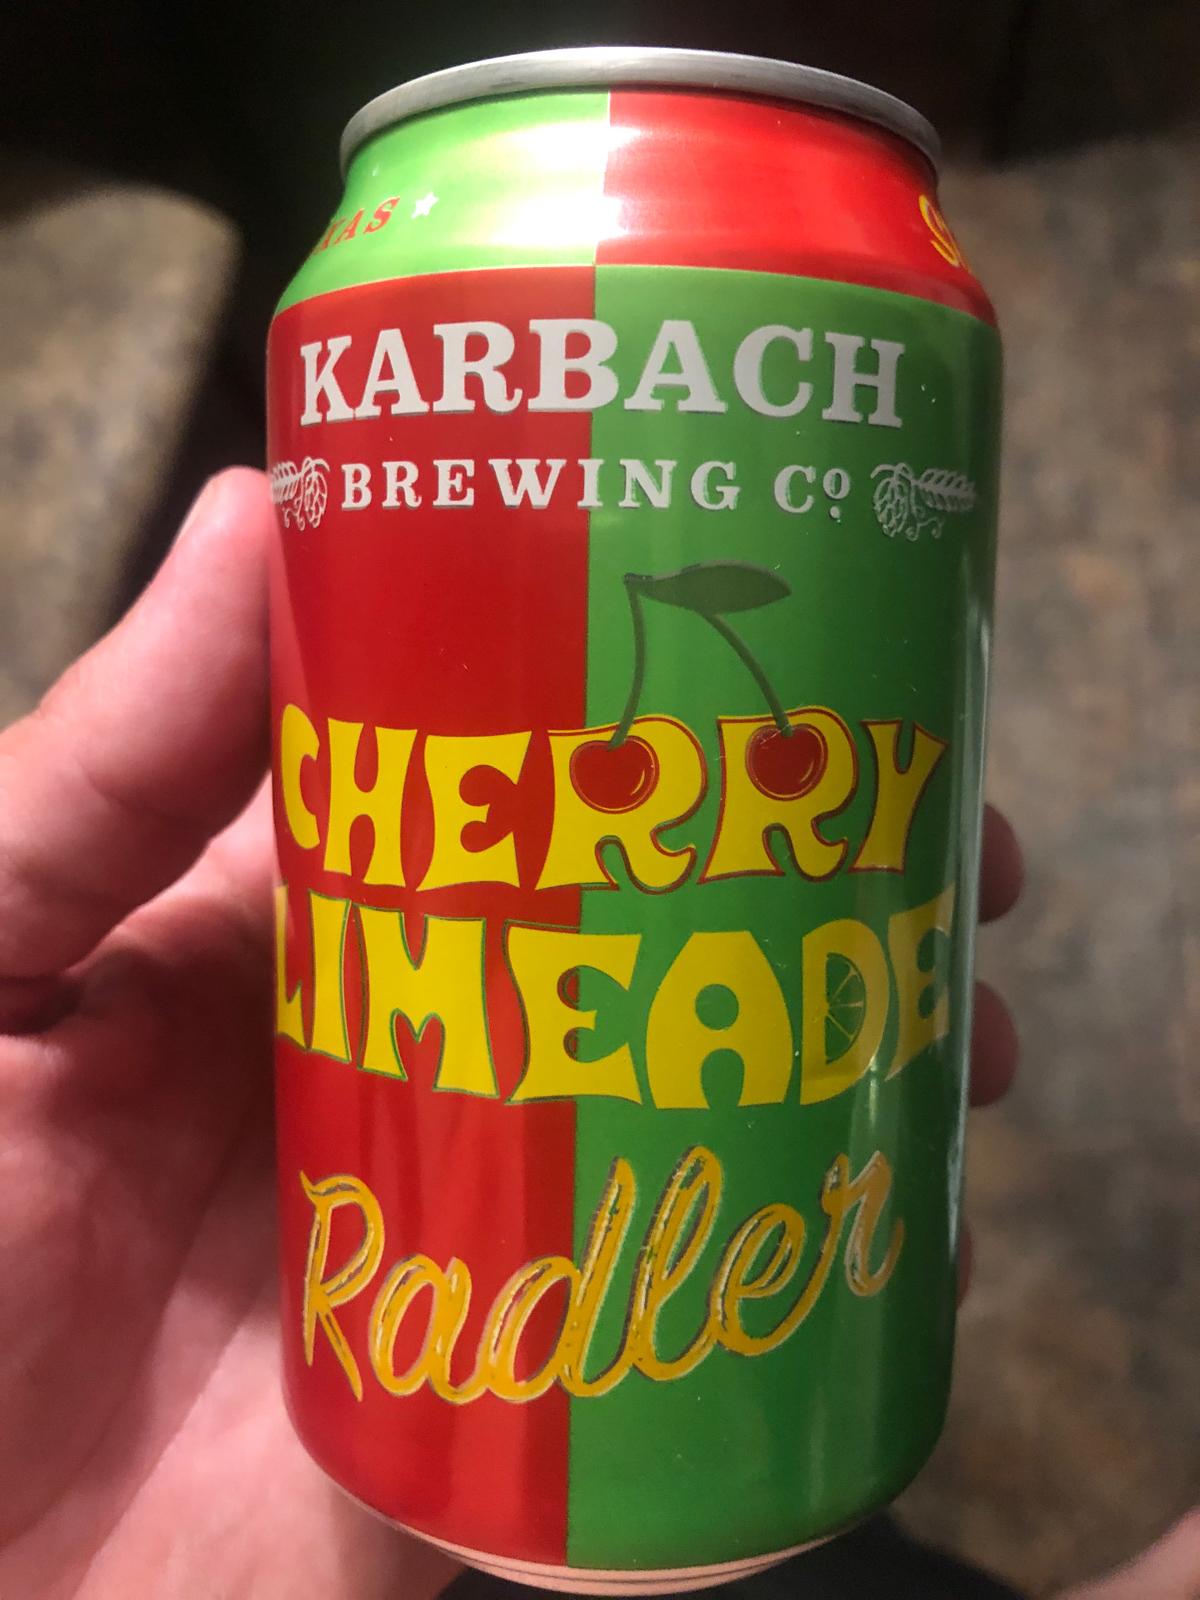 KARBACH
BREWING Cº
CHERRY
LIMEADE
Radler